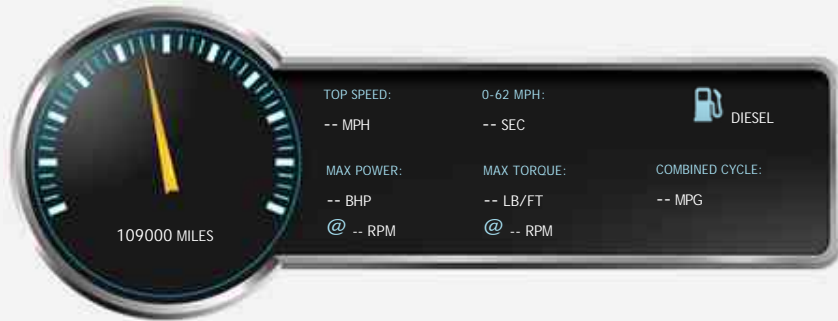 109000 MILES
TOP SPEED:
-- MPH
0-62 MPH:
-- SEC
DIESEL
MAX POWER:
-- BHP
@ -- RPM
MAX TORQUE:
-- LB/FT
@ -- RPM
COMBINED CYCLE:
-- MPG